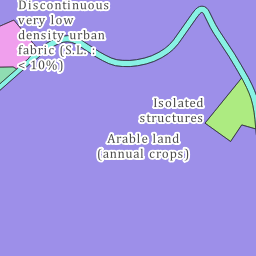 Discontinuous
very low
density urban
fabric (S.L. :
< 10%)
Isolated
structures
Arable land
(annual crops)